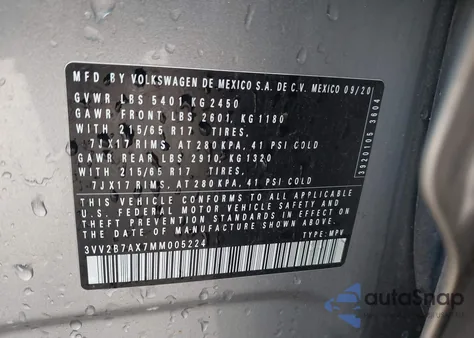 MFD BY VOLKSWAGEN DE MEXICO S.A. DE C.V. MEXICO 09/20
GVWR LBS 5401 KG 2450
GAWR FRONT LBS 2601, KG 1180
WITH 215/65 R17 TIRES,
7JX17 RIMS, AT 280 KPA, 41 PSI COLD
GAWR REAR LBS 2910, KG 1320
WITH 215/65 R17 TIRES,
7JX17 RIMS, AT 280 KPA, 41 PSI COLD
THIS VEHICLE CONFORMS TO ALL APPLICABLE
U.S. FEDERAL MOTOR VEHICLE SAFETY AND
THEFT PREVENTION STANDARDS IN EFFECT ON
THE DATE OF MANUFACTURE SHOWN ABOVE.
3VV2B7AX7MM005224 TYPE: MPV
3920105 3604
autoSnap